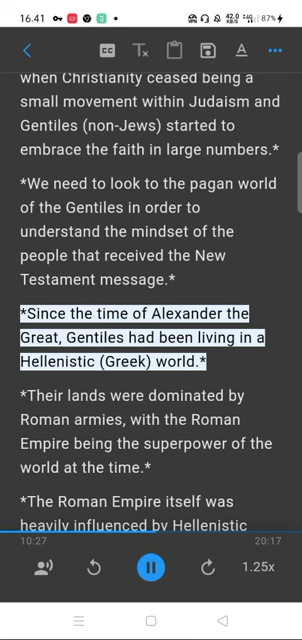 16.41
42.0
KB/S
87%
CC
when Christianity ceased being a
small movement within Judaism and
Gentiles (non-Jews) started to
embrace the faith in large numbers.*
*We need to look to the pagan world
of the Gentiles in order to
understand the mindset of the
people that received the New
Testament message.*
*Since the time of Alexander the
Great, Gentiles had been living in a
Hellenistic (Greek) world.*
*Their lands were dominated by
Roman armies, with the Roman
Empire being the superpower of the
world at the time.*
*The Roman Empire itself was
heavily influenced by Hellenistic
10:27
20:17
1.25x